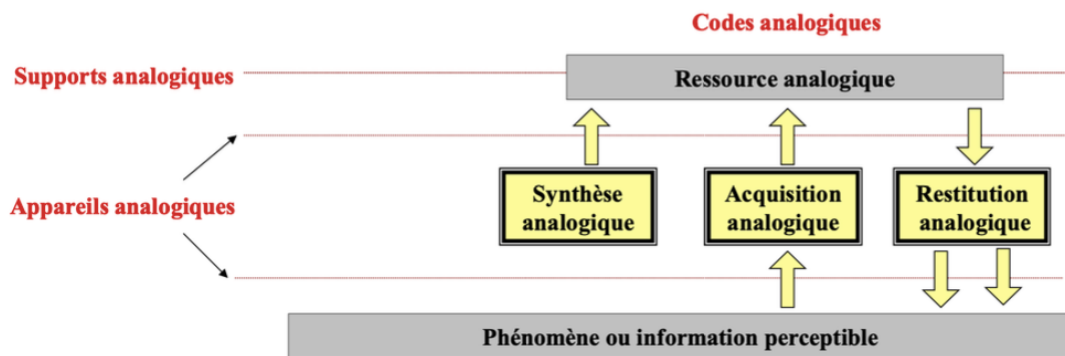 Codes analogiques
Supports analogiques
Ressource analogique
Appareils analogiques
Synthèse
analogique
Acquisition
analogique
Restitution
analogique
Phénomène ou information perceptible